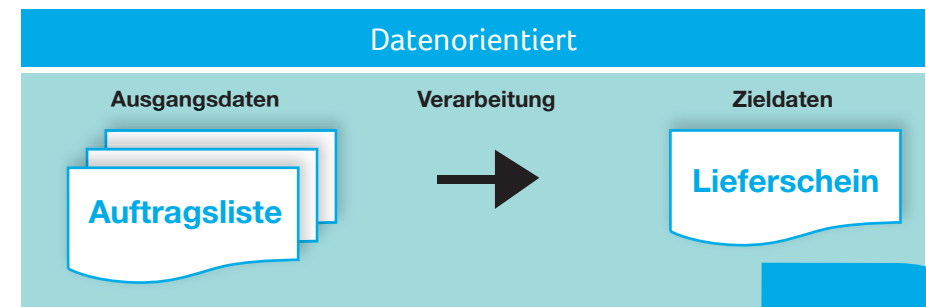 Datenorientiert
Ausgangsdaten
Verarbeitung
Zieldaten
Auftragsliste
Lieferschein